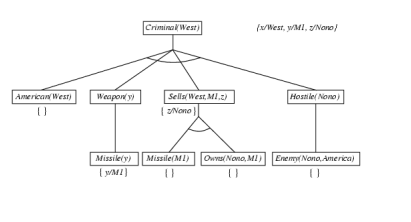 Criminal(West)
{x/West, y/M1, z/Nono}
American(West)
Weapon(y)
Sells(West,M1,z)
Hostile(Nono)
{ }
{ z/Nono }
Missile(y)
Missile(M1)
Owns(Nono,M1)
Enemy(Nono,America)
{ y/M1 }
{ }
{ }
{ }